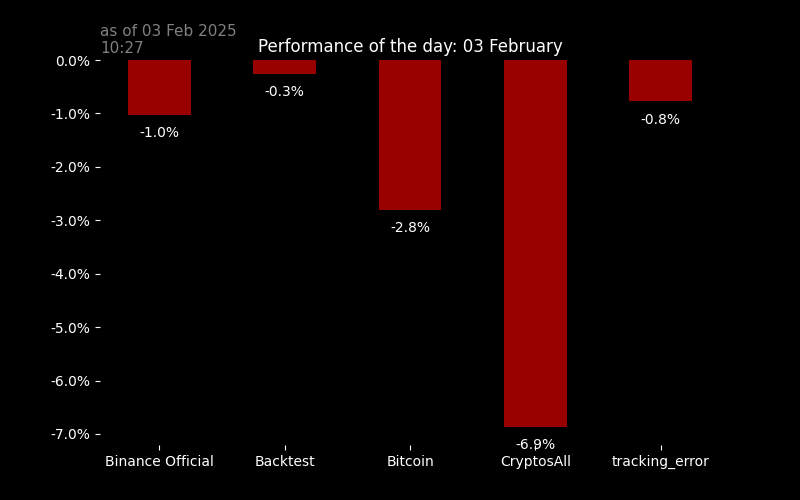 as of 03 Feb 2025
10:27
Performance of the day: 03 February
0.0%
-1.0%
-2.0%
-3.0%
-4.0%
-5.0%
-6.0%
-7.0%
-1.0%
-0.3%
-2.8%
-6.9%
-0.8%
Binance Official
Backtest
Bitcoin
CryptosAll
tracking_error